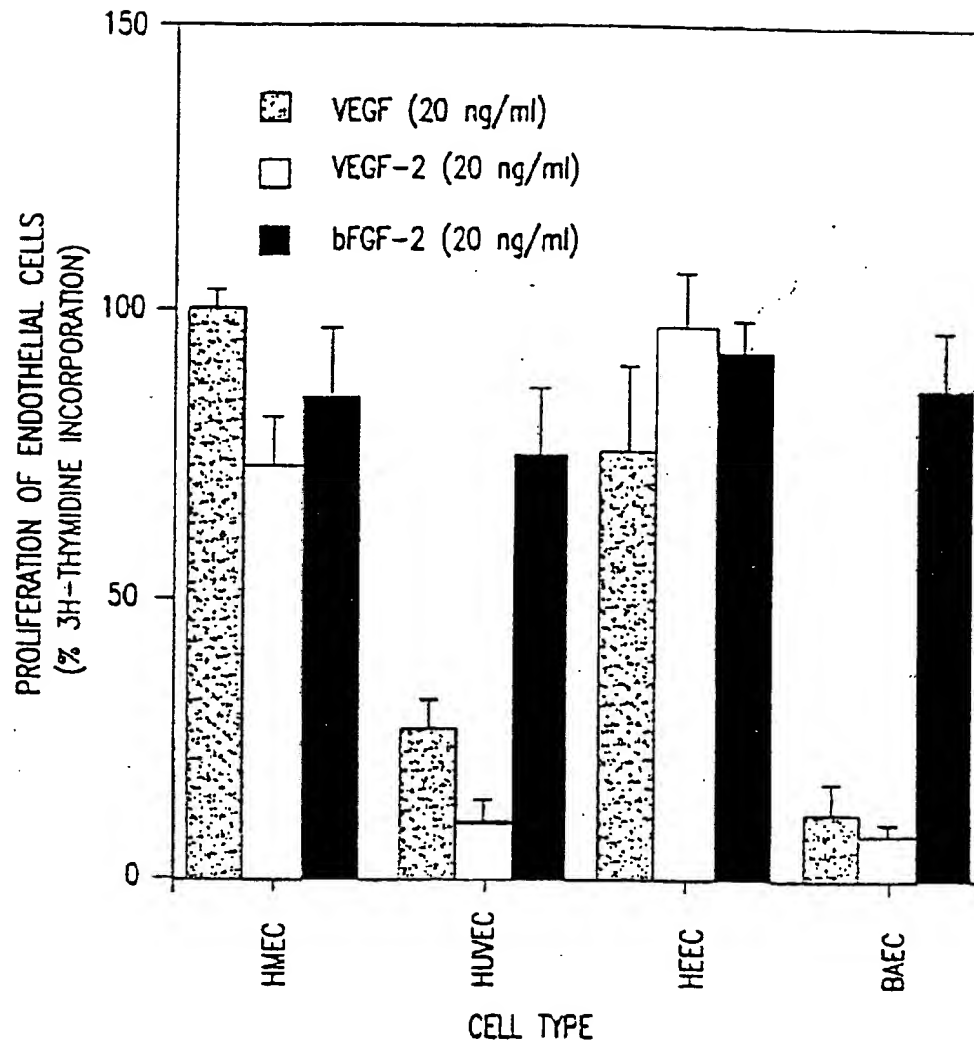 150
100
50
0
VEGF (20 ng/ml)
VEGF-2 (20 ng/ml)
bFGF-2 (20 ng/ml)
PROLIFERATION OF ENDOTHELIAL CELLS
(% 3H-THYMIDINE INCORPORATION)
HMEC
HUVEC
HEEC
BAEC
CELL TYPE